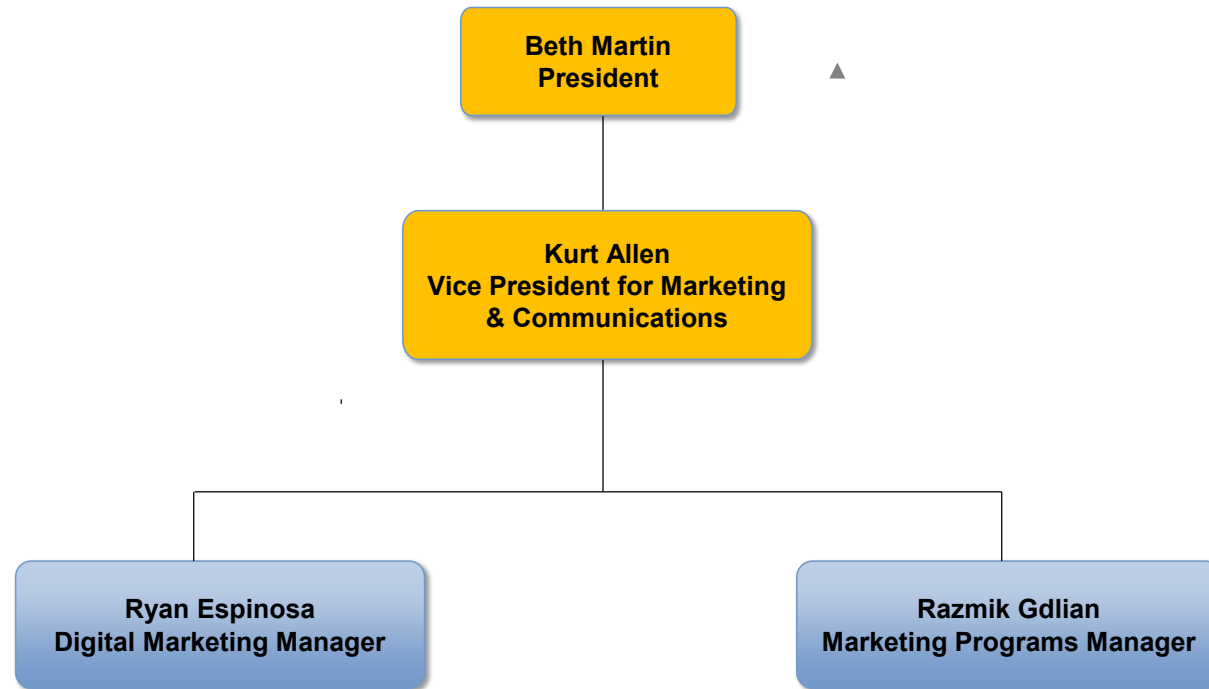 Beth Martin
President
Kurt Allen
Vice President for Marketing
& Communications
Ryan Espinosa
Digital Marketing Manager
Razmik Gdlian
Marketing Programs Manager